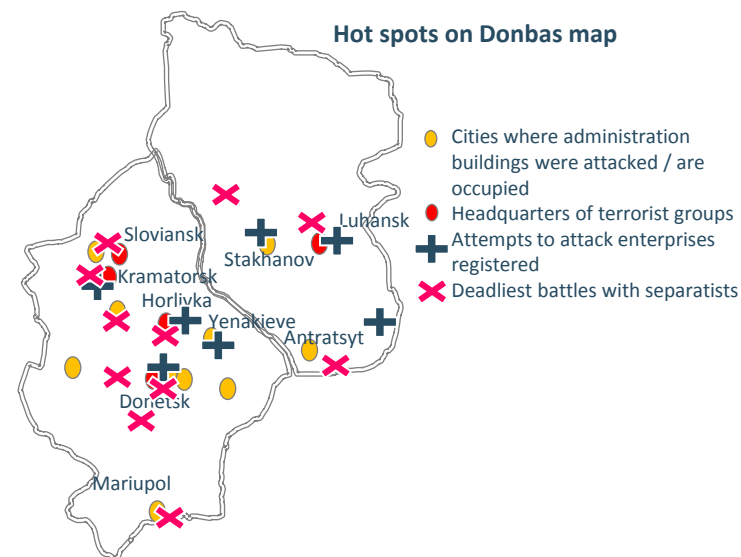 Hot spots on Donbas map
Cities where administration
buildings were attacked / are
occupied
Headquarters of terrorist groups
Attempts to attack enterprises
registered
Deadliest battles with separatists
Luhansk
Sloviansk
Stakhanov
Kramatorsk
Horlivka
Yenakieve
Antratsyt
Donetsk
Mariupol